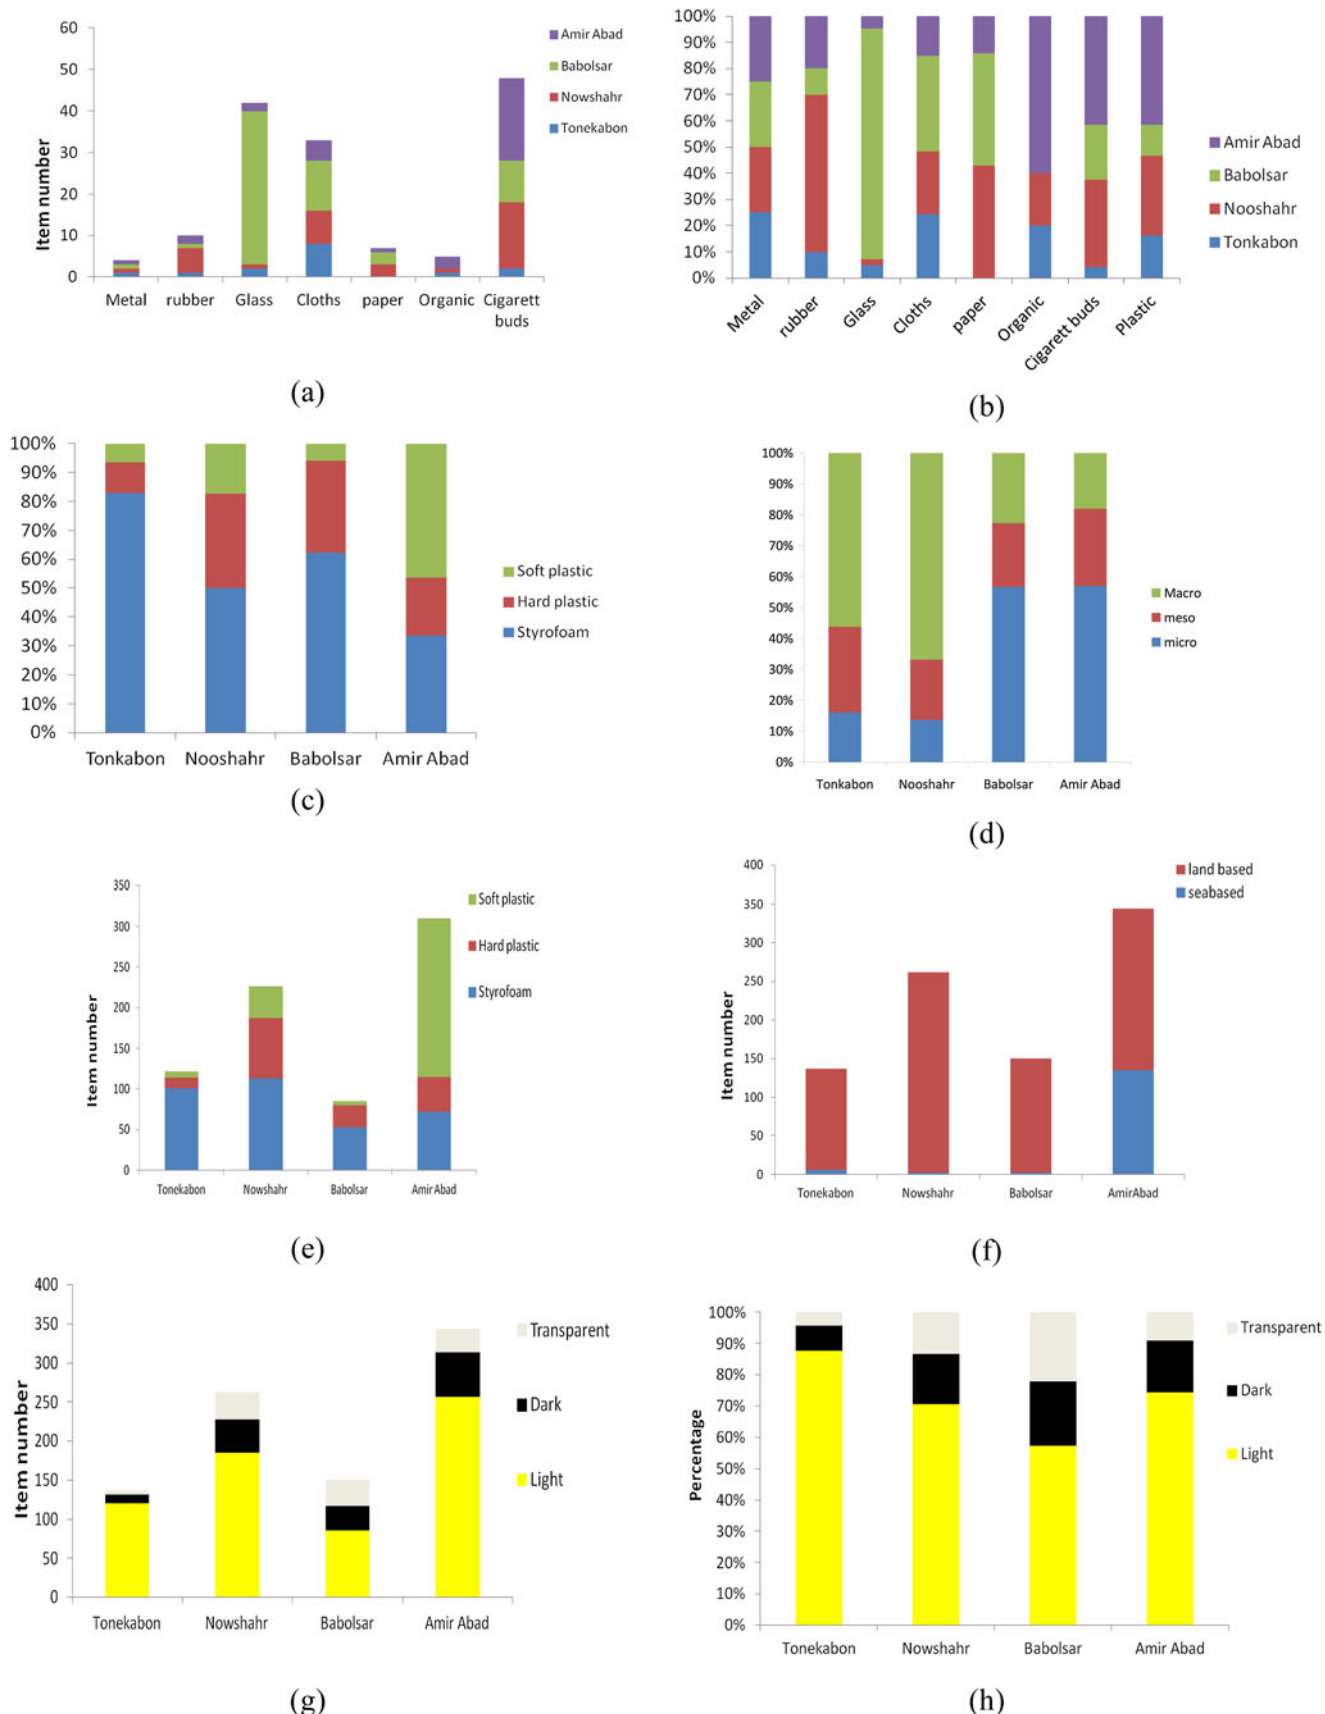 60
50
40
30
20
10
0
Item number
Amir Abad
Babolsar
Nowshahr
Tonekabon
Metal rubber Glass Cloths paper Organic Cigarett
buds
(a)
100%
90%
80%
70%
60%
50%
40%
30%
20%
10%
0%
Amir Abad
Babolsar
Nooshahr
Tonkabon
Metal rubber Glass Cloths paper Organic Cigarett buds Plastic
(b)
100%
90%
80%
70%
60%
50%
40%
30%
20%
10%
0%
Soft plastic
Hard plastic
Styrofoam
Tonkabon Nooshahr Babolsar Amir Abad
(c)
100%
90%
80%
70%
60%
50%
40%
30%
20%
10%
0%
Macro
meso
micro
Tonkabon Nooshahr Babolsar Amir Abad
(d)
350
300
250
200
150
100
50
0
Item number
Soft plastic
Hard plastic
Styrofoam
Tonekabon Nowshahr Babolsar Amir Abad
(e)
400
350
300
250
200
150
100
50
0
Item number
land based
seabased
Tonekabon Nowshahr Babolsar AmirAbad
(f)
400
350
300
250
200
150
100
50
0
Item number
Transparent
Dark
Light
Tonekabon Nowshahr Babolsar Amir Abad
(g)
100%
90%
80%
70%
60%
50%
40%
30%
20%
10%
0%
Percentage
Transparent
Dark
Light
Tonekabon Nowshahr Babolsar Amir Abad
(h)